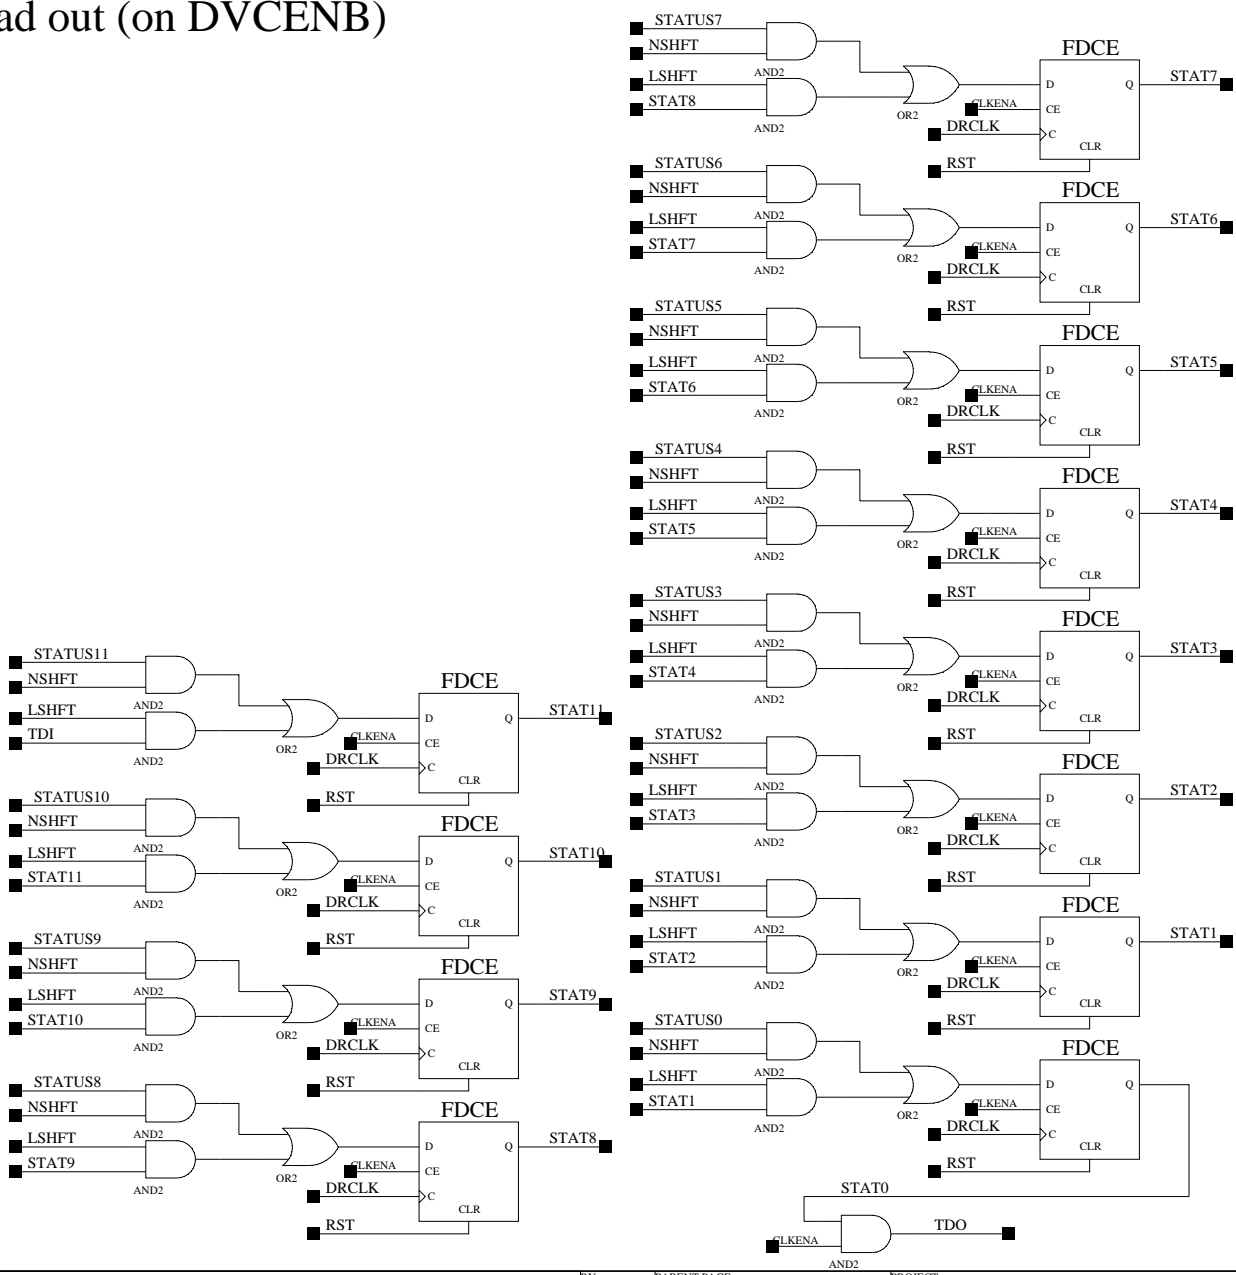 ad out (on DVCENB)
STATUS7
NSHFT
AND2
LSHFT
STAT8
AND2
OR2
FDCE
D
Q
CLKENA
CE
DRCLK
C
CLR
RST
STAT7
STATUS6
NSHFT
AND2
LSHFT
STAT7
AND2
OR2
FDCE
D
Q
CLKENA
CE
DRCLK
C
CLR
RST
STAT6
STATUS5
NSHFT
AND2
LSHFT
STAT6
AND2
OR2
FDCE
D
Q
CLKENA
CE
DRCLK
C
CLR
RST
STAT5
STATUS4
NSHFT
AND2
LSHFT
STAT5
AND2
OR2
FDCE
D
Q
CLKENA
CE
DRCLK
C
CLR
RST
STAT4
STATUS3
NSHFT
AND2
LSHFT
STAT4
AND2
OR2
FDCE
D
Q
CLKENA
CE
DRCLK
C
CLR
RST
STAT3
STATUS2
NSHFT
AND2
LSHFT
STAT3
AND2
OR2
FDCE
D
Q
CLKENA
CE
DRCLK
C
CLR
RST
STAT2
STATUS1
NSHFT
AND2
LSHFT
STAT2
AND2
OR2
FDCE
D
Q
CLKENA
CE
DRCLK
C
CLR
RST
STAT1
STATUS0
NSHFT
AND2
LSHFT
STAT1
AND2
OR2
FDCE
D
Q
CLKENA
CE
DRCLK
C
CLR
RST
STAT0
CLKENA
AND2
TDO
STATUS11
NSHFT
AND2
LSHFT
TDI
AND2
OR2
FDCE
D
Q
CLKENA
CE
DRCLK
C
CLR
RST
STAT11
STATUS10
NSHFT
AND2
LSHFT
STAT11
AND2
OR2
FDCE
D
Q
CLKENA
CE
DRCLK
C
CLR
RST
STAT10
STATUS9
NSHFT
AND2
LSHFT
STAT10
AND2
OR2
FDCE
D
Q
CLKENA
CE
DRCLK
C
CLR
RST
STAT9
STATUS8
NSHFT
AND2
LSHFT
STAT9
AND2
OR2
FDCE
D
Q
CLKENA
CE
DRCLK
C
CLR
RST
STAT8